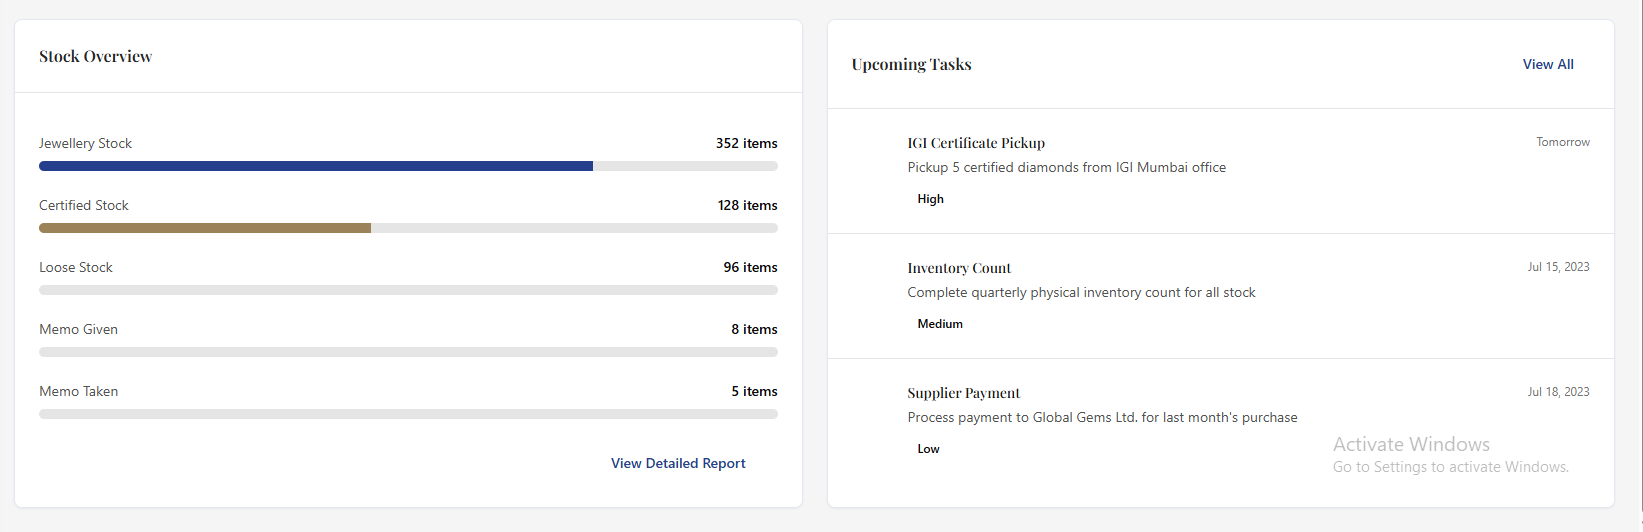 Stock Overview
Jewellery Stock 352 items
Certified Stock 128 items
Loose Stock 96 items
Memo Given 8 items
Memo Taken 5 items
View Detailed Report
Upcoming Tasks View All
IGI Certificate Pickup Tomorrow
Pickup 5 certified diamonds from IGI Mumbai office
High
Inventory Count Jul 15, 2023
Complete quarterly physical inventory count for all stock
Medium
Supplier Payment Jul 18, 2023
Process payment to Global Gems Ltd. for last month's purchase
Low
Activate Windows
Go to Settings to activate Windows.